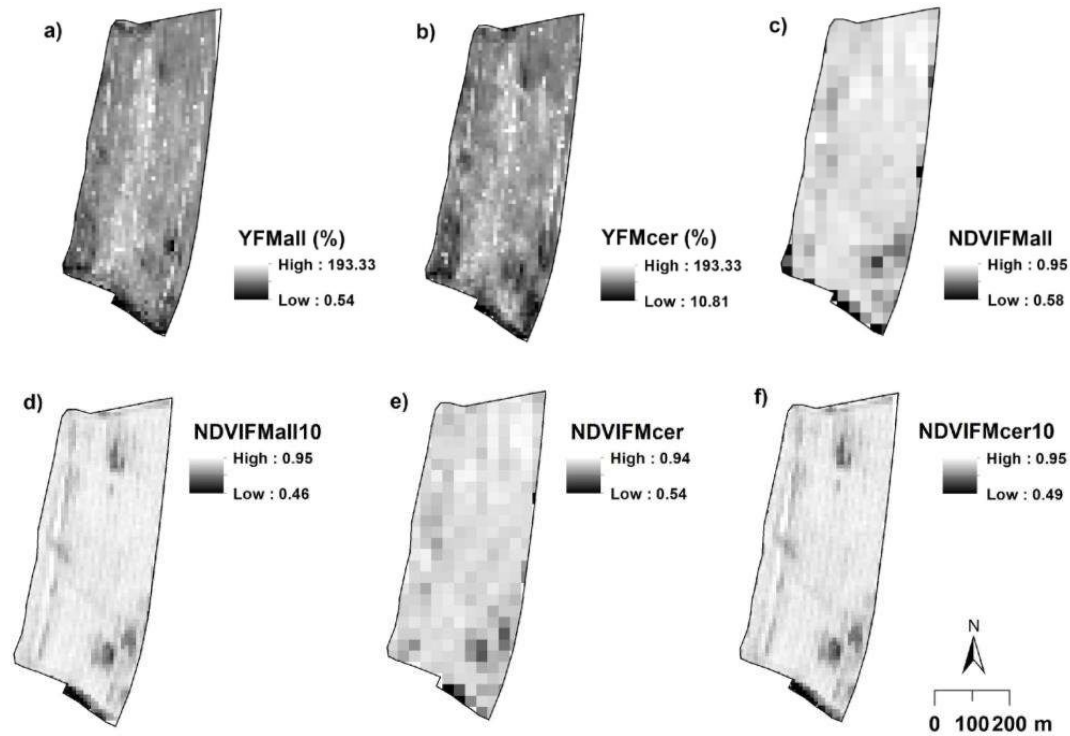 a)
YFMall (%)
High : 193.33
Low : 0.54
b)
YFMcer (%)
High : 193.33
Low : 10.81
c)
NDVIFMall
High : 0.95
Low : 0.58
d)
NDVIFMall10
High : 0.95
Low : 0.46
e)
NDVIFMcer
High : 0.94
Low : 0.54
f)
NDVIFMcer10
High : 0.95
Low : 0.49
N
0 100 200 m